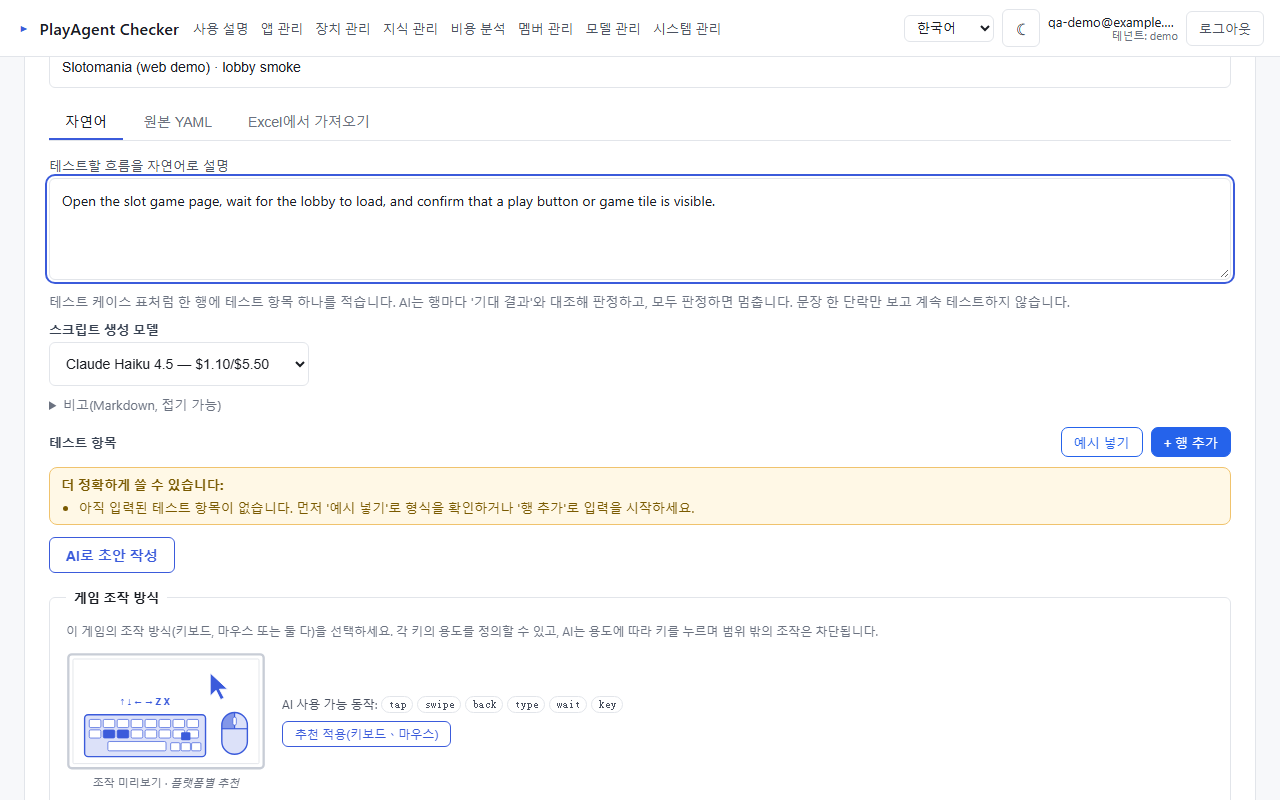 PlayAgent Checker 사용 설명 앱 관리 장치 관리 지식 관리 비용 분석 멤버 관리 모델 관리 시스템 관리 한국어 qa-demo@example.... 로그아웃
테넌트: demo
Slotomania (web demo) · lobby smoke
자연어 원본 YAML Excel에서 가져오기
테스트할 흐름을 자연어로 설명
Open the slot game page, wait for the lobby to load, and confirm that a play button or game tile is visible.
테스트 케이스 표처럼 한 행에 테스트 항목 하나를 적습니다. AI는 행마다 '기대 결과'와 대조해 판정하고, 모두 판정하면 멈춥니다. 문장 한 단락만 보고 계속 테스트하지 않습니다.
스크립트 생성 모델
Claude Haiku 4.5 — $1.10/$5.50
비고(Markdown, 접기 가능)
테스트 항목 예시 넣기 + 행 추가
더 정확하게 쓸 수 있습니다:
• 아직 입력된 테스트 항목이 없습니다. 먼저 '예시 넣기'로 형식을 확인하거나 '행 추가'로 입력을 시작하세요.
AI로 초안 작성
게임 조작 방식
이 게임의 조작 방식(키보드, 마우스 또는 둘 다)을 선택하세요. 각 키의 용도를 정의할 수 있고, AI는 용도에 따라 키를 누르며 범위 밖의 조작은 차단됩니다.
↑↓←→ZX
AI 사용 가능 동작: tap swipe back type wait key
추천 적용(키보드、마우스)
조작 미리보기 · 플랫폼별 추천